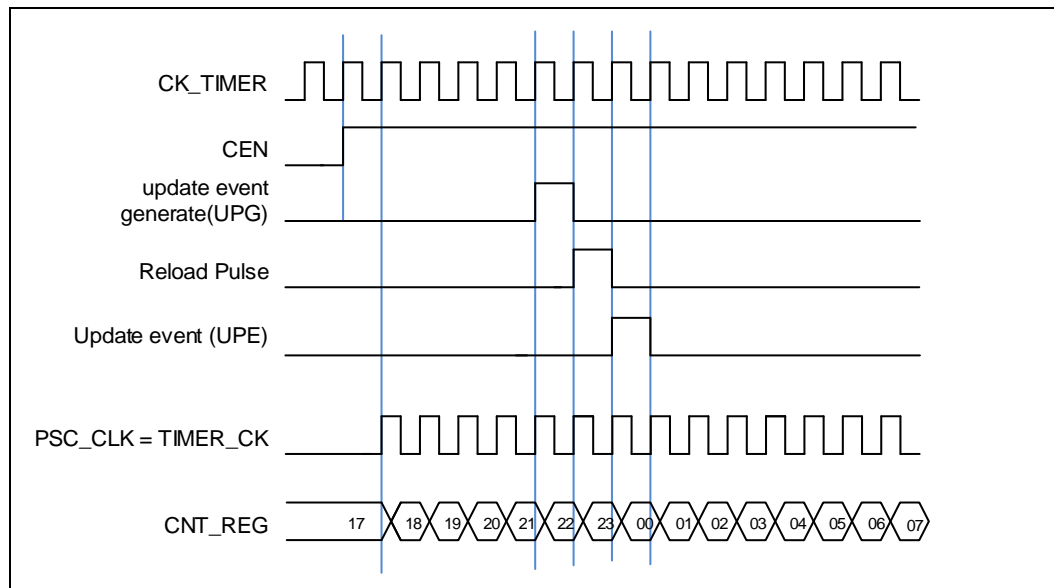 CK_TIMER
CEN
update event
generate(UPG)
Reload Pulse
Update event (UPE)
PSC_CLK = TIMER_CK
CNT_REG 17 18 19 20 21 22 23 00 01 02 03 04 05 06 07